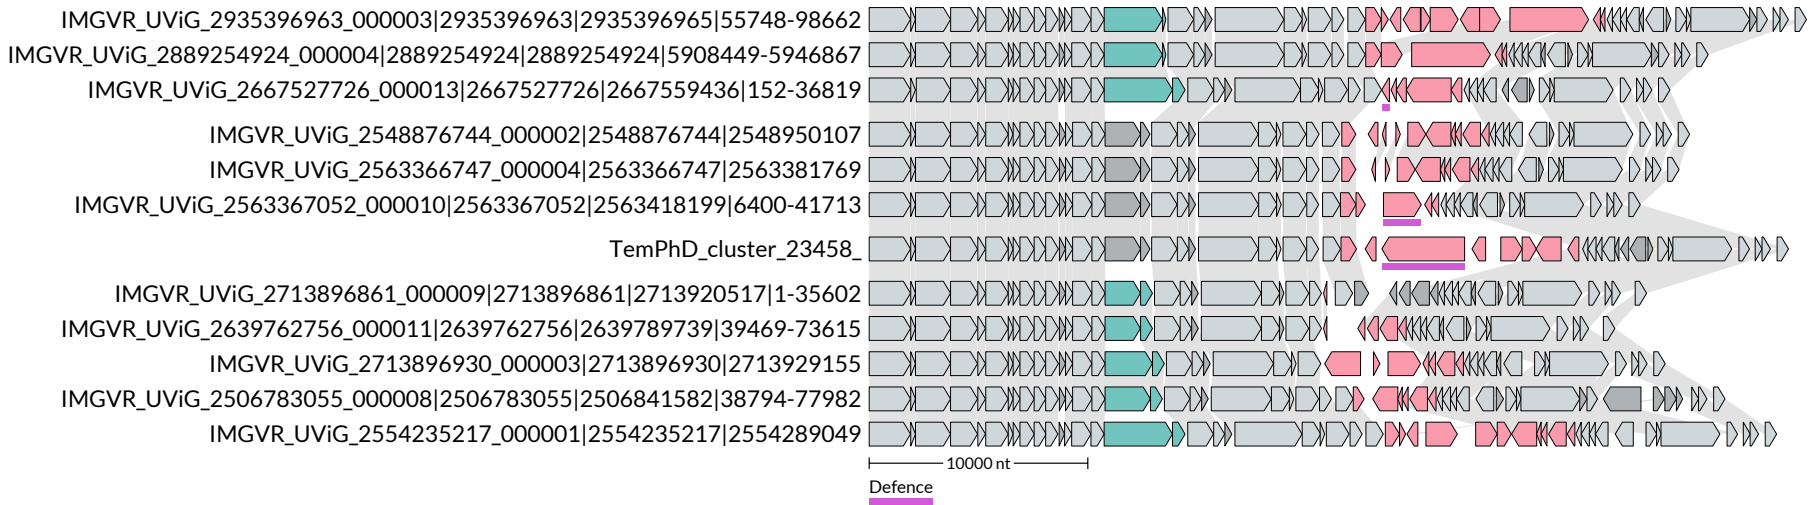 IMGVR_UViG_2935396963_000003|2935396963|2935396965|55748-98662
IMGVR_UViG_2889254924_000004|2889254924|2889254924|5908449-5946867
IMGVR_UViG_2667527726_000013|2667527726|2667559436|152-36819
IMGVR_UViG_2548876744_000002|2548876744|2548950107
IMGVR_UViG_2563366747_000004|2563366747|2563381769
IMGVR_UViG_2563367052_000010|2563367052|2563418199|6400-41713
TemPhD_cluster_23458_
IMGVR_UViG_2713896861_000009|2713896861|2713920517|1-35602
IMGVR_UViG_2639762756_000011|2639762756|2639789739|39469-73615
IMGVR_UViG_2713896930_000003|2713896930|2713929155
IMGVR_UViG_2506783055_000008|2506783055|2506841582|38794-77982
IMGVR_UViG_2554235217_000001|2554235217|2554289049
10000 nt
Defence